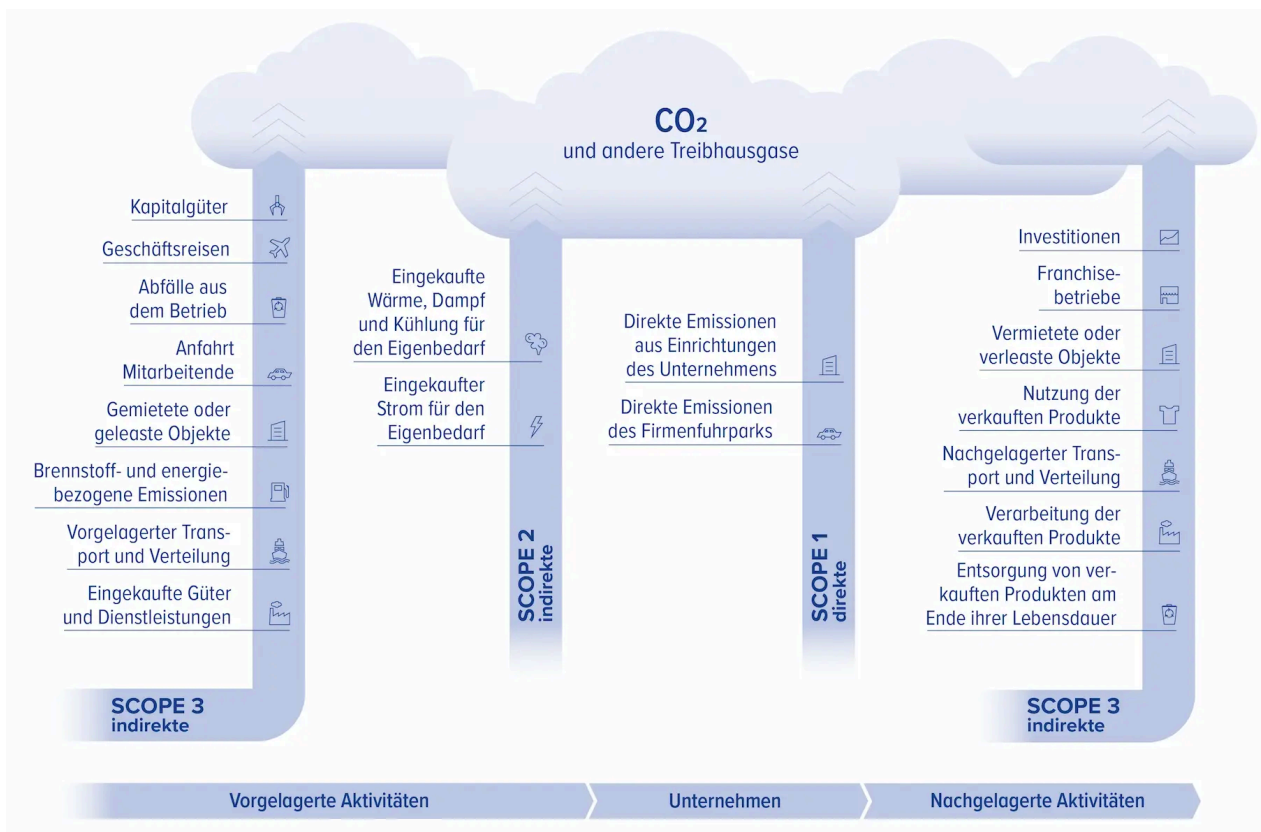 CO2
und andere Treibhausgase
Kapitalgüter
Geschäftsreisen
Abfälle aus
dem Betrieb
Anfahrt
Mitarbeitende
Gemietete oder
geleaste Objekte
Brennstoff- und energie-
bezogene Emissionen
Vorgelagerter Trans-
port und Verteilung
Eingekaufte Güter
und Dienstleistungen
SCOPE 3
indirekte
Eingekaufte
Wärme, Dampf
und Kühlung für
den Eigenbedarf
Eingekaufter
Strom für den
Eigenbedarf
SCOPE 2
indirekte
Direkte Emissionen
aus Einrichtungen
des Unternehmens
Direkte Emissionen
des Firmenfuhrparks
SCOPE 1
direkte
Investitionen
Franchise-
betriebe
Vermietete oder
verleaste Objekte
Nutzung der
verkauften Produkte
Nachgelagerter Trans-
port und Verteilung
Verarbeitung der
verkauften Produkte
Entsorgung von ver-
kauften Produkten am
Ende ihrer Lebensdauer
SCOPE 3
indirekte
Vorgelagerte Aktivitäten
Unternehmen
Nachgelagerte Aktivitäten